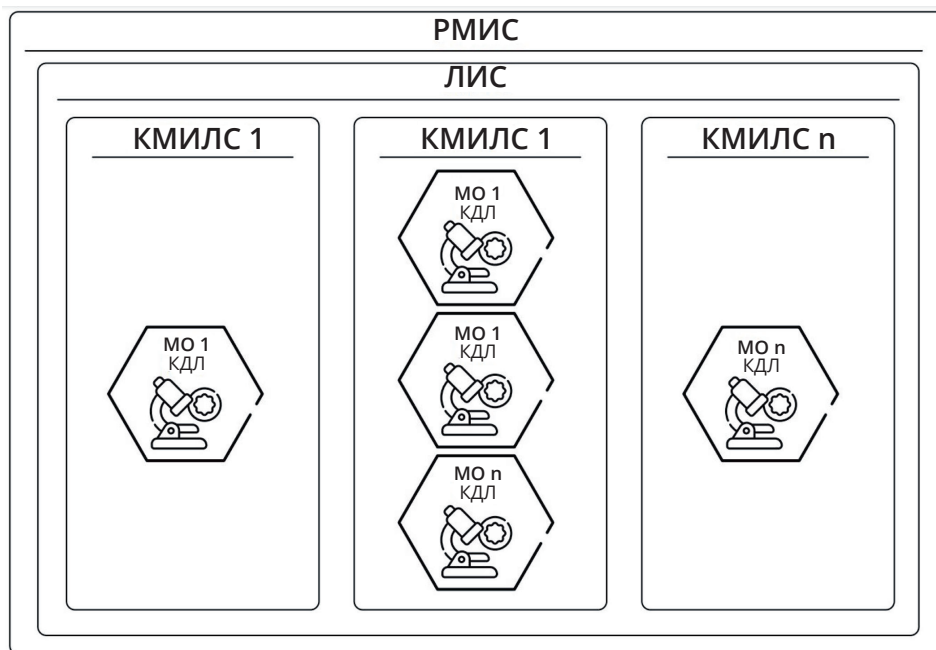 РМИС
ЛИС
КМИЛС 1
МО 1
КДЛ
КМИЛС 1
МО 1
КДЛ
МО 1
КДЛ
МО n
КДЛ
КМИЛС n
МО n
КДЛ